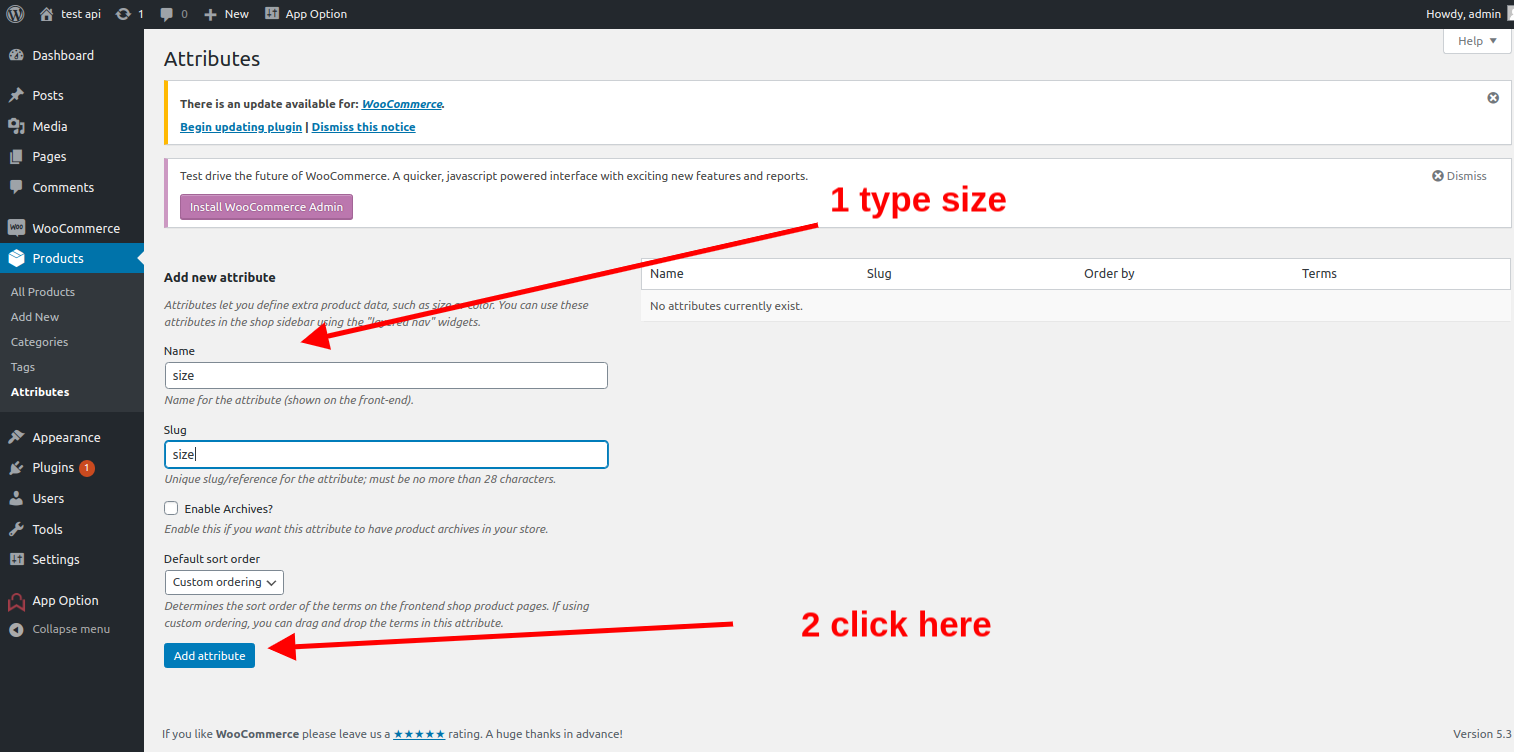 test api 1 0 New App Option Howdy, admin
Help
Dashboard
Posts
Media
Pages
Comments
WooCommerce
Products
All Products
Add New
Categories
Tags
Attributes
Appearance
Plugins 1
Users
Tools
Settings
App Option
Collapse menu
Attributes
There is an update available for: WooCommerce.
Begin updating plugin | Dismiss this notice
Test drive the future of WooCommerce. A quicker, javascript powered interface with exciting new features and reports.
Dismiss
Install WooCommerce Admin
1 type size
Add new attribute
Attributes let you define extra product data, such as size or color. You can use these
attributes in the shop sidebar using the "layered nav" widgets.
Name
size
Name for the attribute (shown on the front-end).
Slug
size
Unique slug/reference for the attribute; must be no more than 28 characters.
Enable Archives?
Enable this if you want this attribute to have product archives in your store.
Default sort order
Custom ordering
Determines the sort order of the terms on the frontend shop product pages. If using
custom ordering, you can drag and drop the terms in this attribute.
Add attribute
2 click here
Name Slug Order by Terms
No attributes currently exist.
If you like WooCommerce please leave us a ★★★★★ rating. A huge thanks in advance!
Version 5.3